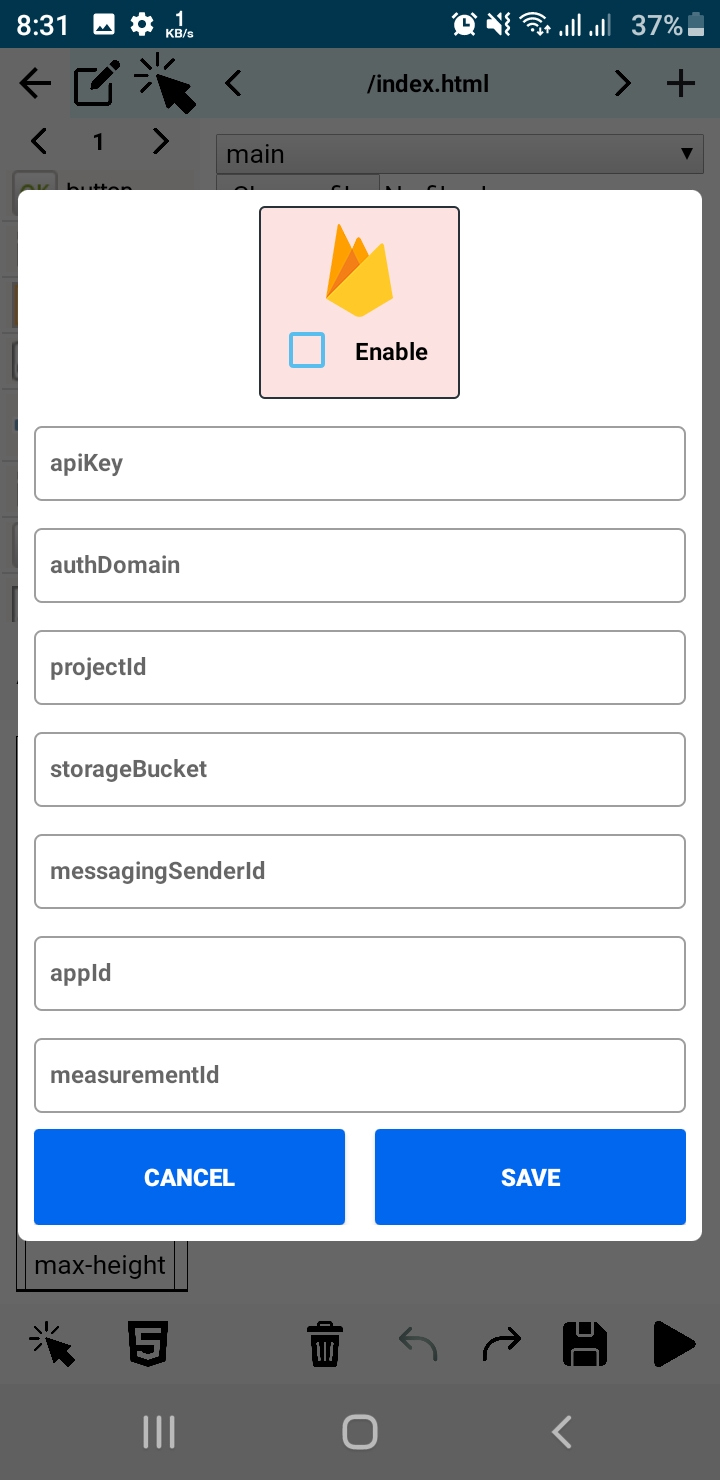 8:31 1 KB/s 37%
/index.html
1
main
button
Enable
apiKey
authDomain
projectId
storageBucket
messagingSenderId
appId
measurementId
CANCEL SAVE
max-height
5